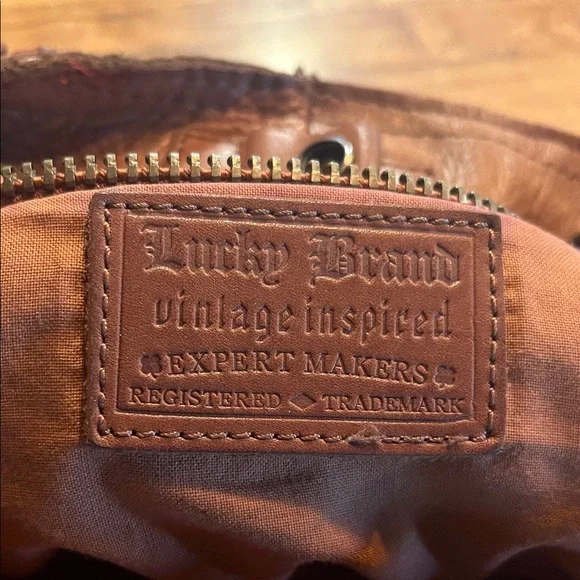 Lucky Brand
vintage inspired
EXPERT MAKERS
REGISTERED TRADEMARK